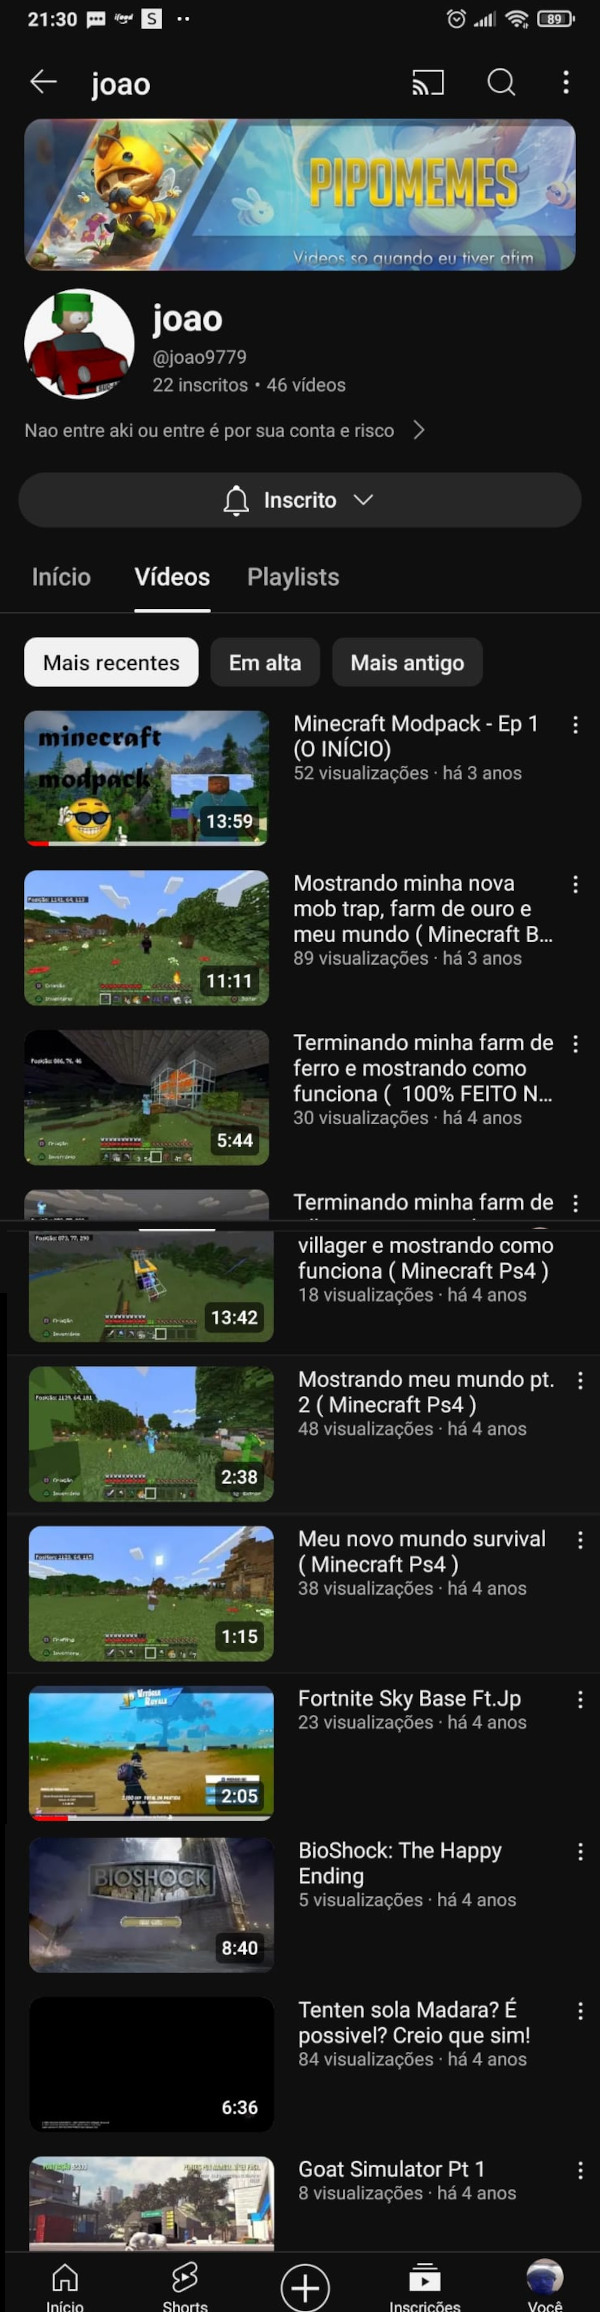 21:30
ifood
S
89
joao
PIPOMEMES
Videos so quando eu tiver afim
joao
@joao9779
22 inscritos • 46 vídeos
Nao entre aki ou entre é por sua conta e risco
Inscrito
Início
Vídeos
Playlists
Mais recentes
Em alta
Mais antigo
minecraft
modpack
13:59
Minecraft Modpack - Ep 1
(O INÍCIO)
52 visualizações · há 3 anos
11:11
Mostrando minha nova
mob trap, farm de ouro e
meu mundo ( Minecraft B...
89 visualizações · há 3 anos
5:44
Terminando minha farm de
ferro e mostrando como
funciona ( 100% FEITO N...
30 visualizações · há 4 anos
Terminando minha farm de
villager e mostrando como
funciona ( Minecraft Ps4 )
18 visualizações · há 4 anos
13:42
Mostrando meu mundo pt.
2 ( Minecraft Ps4 )
48 visualizações · há 4 anos
2:38
Meu novo mundo survival
( Minecraft Ps4 )
38 visualizações · há 4 anos
1:15
Fortnite Sky Base Ft.Jp
23 visualizações · há 4 anos
2:05
BioShock: The Happy
Ending
5 visualizações · há 4 anos
BIOSHOCK
8:40
Tenten sola Madara? É
possivel? Creio que sim!
84 visualizações · há 4 anos
6:36
Goat Simulator Pt 1
8 visualizações · há 4 anos
Início
Shorts
Inscrições
Você